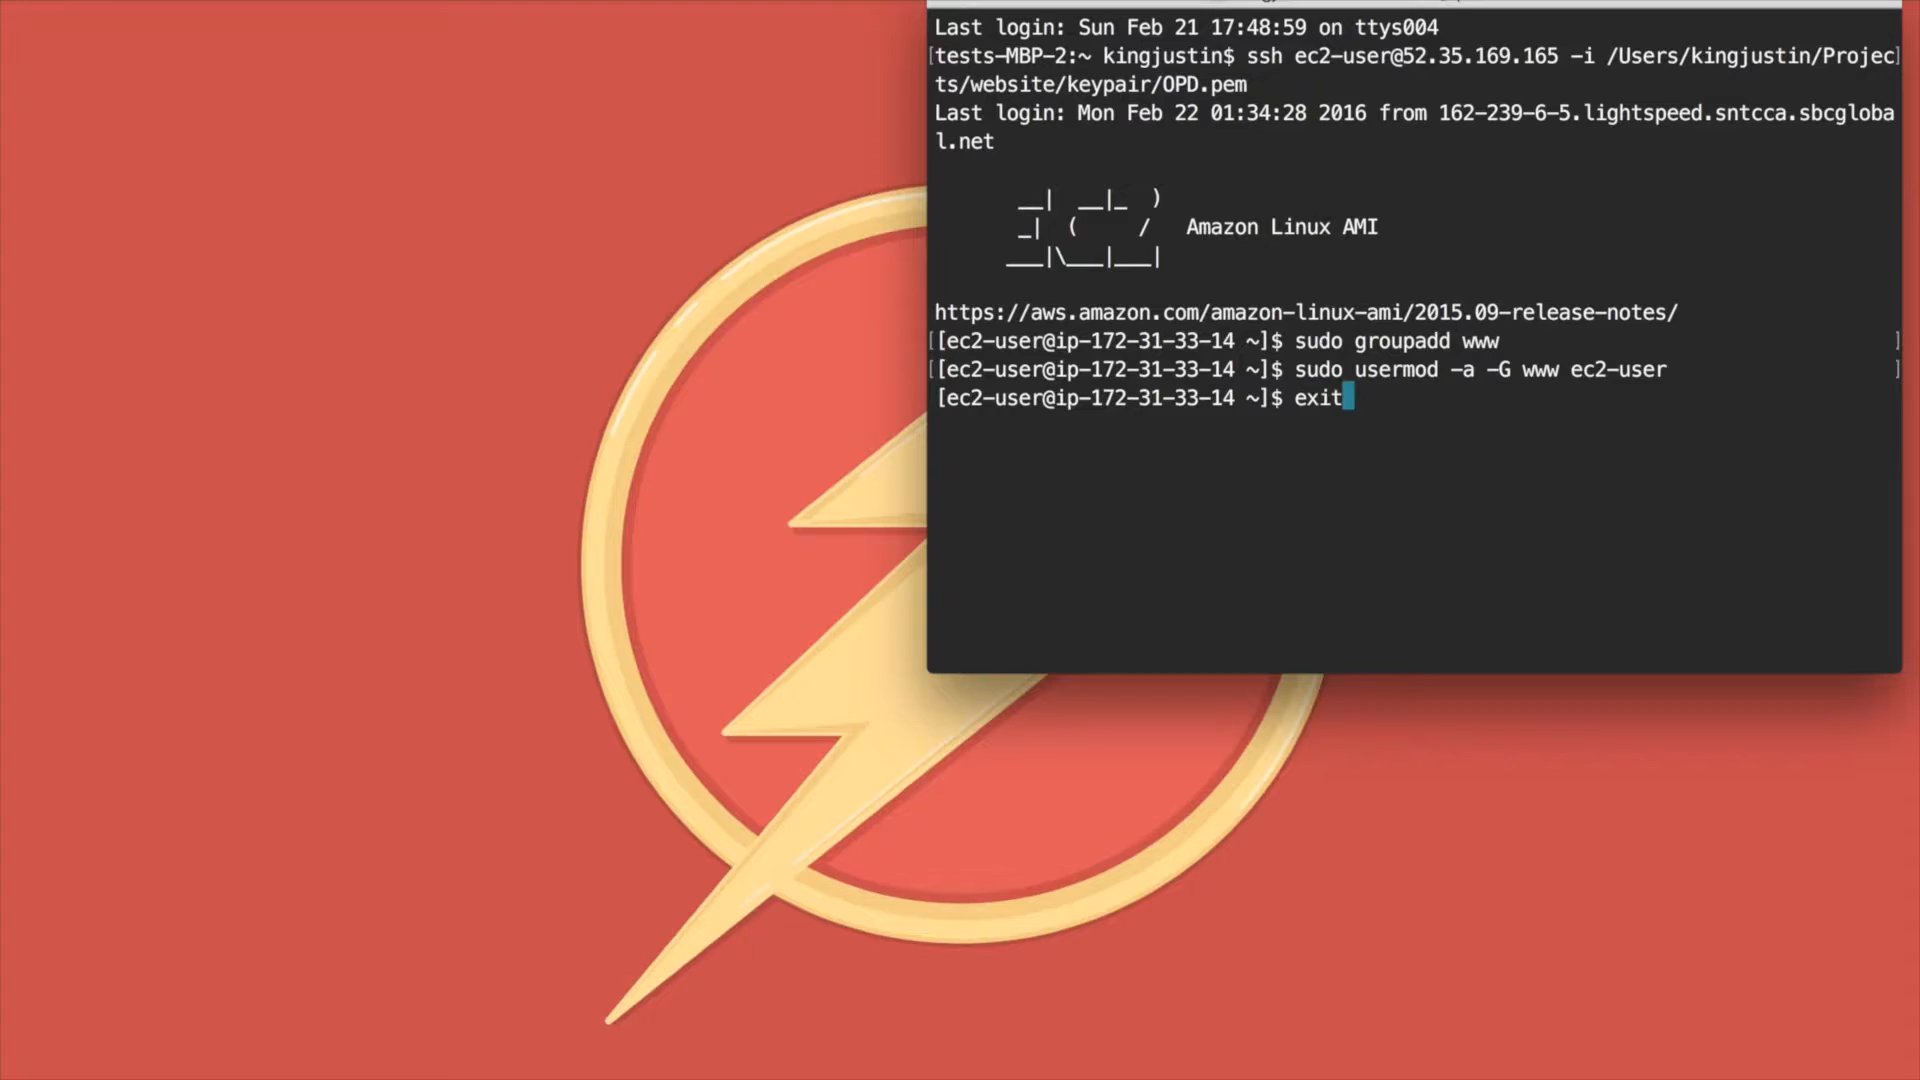 Last login: Sun Feb 21 17:48:59 on ttys004
[tests-MBP-2:~ kingjustin$ ssh ec2-user@52.35.169.165 -i /Users/kingjustin/Projec]
ts/website/keypair/OPD.pem
Last login: Mon Feb 22 01:34:28 2016 from 162-239-6-5.lightspeed.sntcca.sbcgloba
l.net
__|  __|_  )
_|  (     /   Amazon Linux AMI
___|\___|___|
https://aws.amazon.com/amazon-linux-ami/2015.09-release-notes/
[[ec2-user@ip-172-31-33-14 ~]$ sudo groupadd www ]
[[ec2-user@ip-172-31-33-14 ~]$ sudo usermod -a -G www ec2-user ]
[ec2-user@ip-172-31-33-14 ~]$ exit